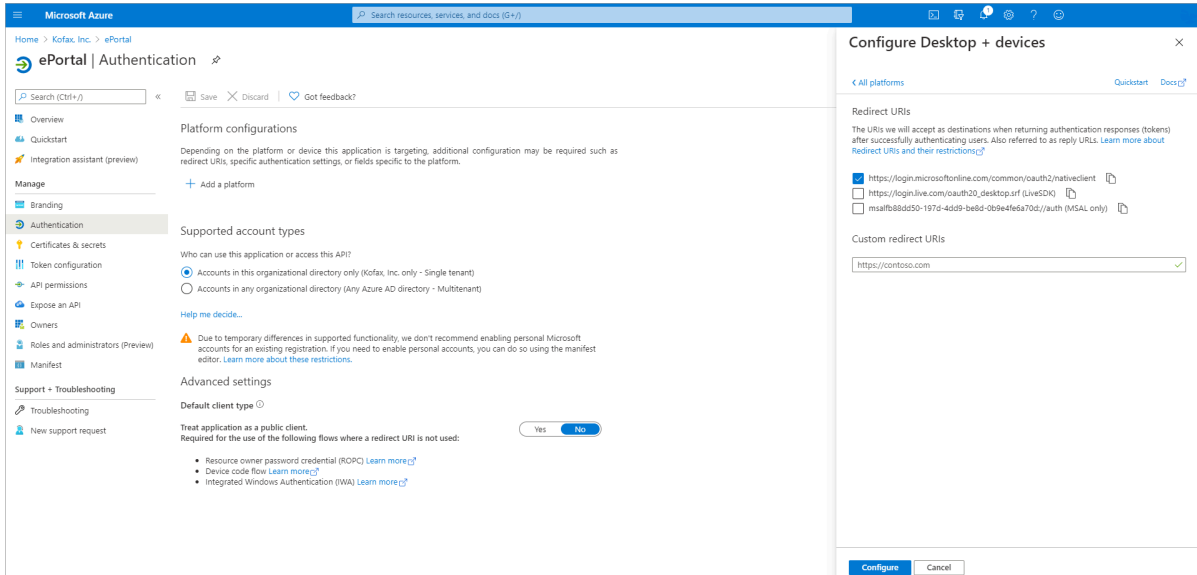 Microsoft Azure
Search resources, services, and docs (G+/)
1
Home > Kofax, Inc. > ePortal
ePortal | Authentication
Search (Ctrl+/)
«
Overview
Quickstart
Integration assistant (preview)
Manage
Branding
Authentication
Certificates & secrets
Token configuration
API permissions
Expose an API
Owners
Roles and administrators (Preview)
Manifest
Support + Troubleshooting
Troubleshooting
New support request
Save Discard Got feedback?
Platform configurations
Depending on the platform or device this application is targeting, additional configuration may be required such as
redirect URIs, specific authentication settings, or fields specific to the platform.
+ Add a platform
Supported account types
Who can use this application or access this API?
Accounts in this organizational directory only (Kofax, Inc. only - Single tenant)
Accounts in any organizational directory (Any Azure AD directory - Multitenant)
Help me decide...
Due to temporary differences in supported functionality, we don't recommend enabling personal Microsoft
accounts for an existing registration. If you need to enable personal accounts, you can do so using the manifest
editor. Learn more about these restrictions.
Advanced settings
Default client type
Treat application as a public client.
Required for the use of the following flows where a redirect URI is not used:
Yes No
• Resource owner password credential (ROPC) Learn more
• Device code flow Learn more
• Integrated Windows Authentication (IWA) Learn more
Configure Desktop + devices
< All platforms
Quickstart Docs
Redirect URIs
The URIs we will accept as destinations when returning authentication responses (tokens)
after successfully authenticating users. Also referred to as reply URLs. Learn more about
Redirect URIs and their restrictions
https://login.microsoftonline.com/common/oauth2/nativeclient
https://login.live.com/oauth20_desktop.srf (LiveSDK)
msalfb88dd50-197d-4dd9-be8d-0b9e4fe6a70d://auth (MSAL only)
Custom redirect URIs
https://contoso.com
Configure Cancel